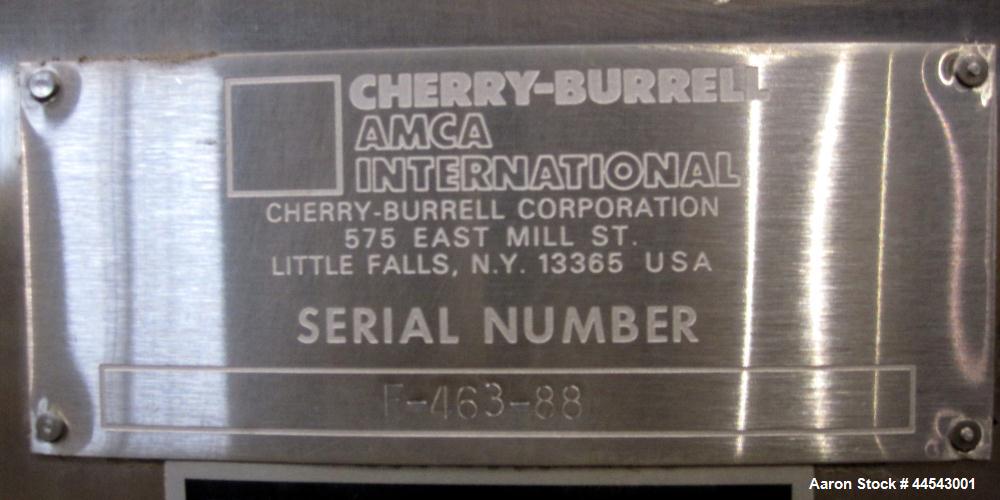 CHERRY-BURRELL
AMCA
INTERNATIONAL
CHERRY-BURRELL CORPORATION
575 EAST MILL ST.
LITTLE FALLS, N.Y. 13365 USA
SERIAL NUMBER
F-463-88
Aaron Stock # 44543001